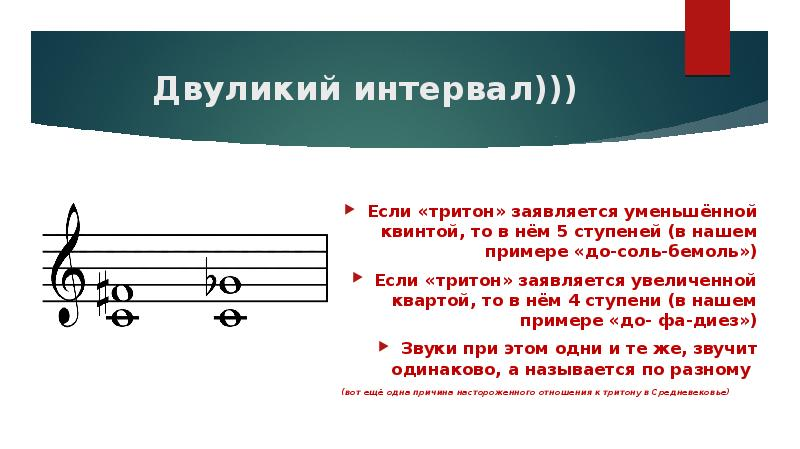 Двуликий интервал)))
Если «тритон» заявляется уменьшённой
квинтой, то в нём 5 ступеней (в нашем
примере «до-соль-бемоль»)
Если «тритон» заявляется увеличенной
квартой, то в нём 4 ступени (в нашем
примере «до- фа-диез»)
Звуки при этом одни и те же, звучит
одинаково, а называется по разному
(вот ещё одна причина настороженного отношения к тритону в Средневековье)